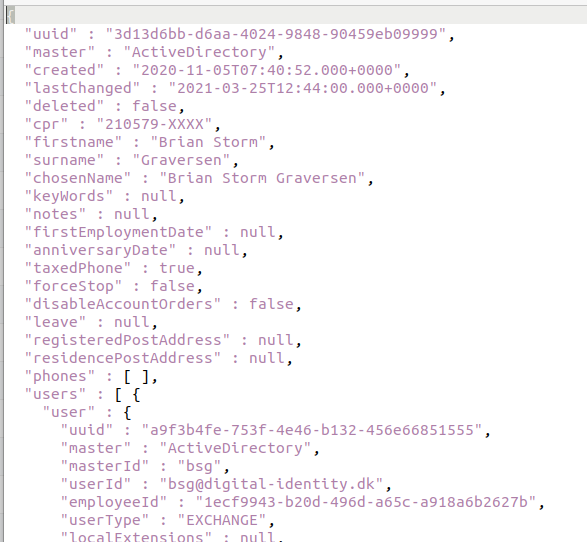 {
"uuid" : "3d13d6bb-d6aa-4024-9848-90459eb09999",
"master" : "ActiveDirectory",
"created" : "2020-11-05T07:40:52.000+0000",
"lastChanged" : "2021-03-25T12:44:00.000+0000",
"deleted" : false,
"cpr" : "210579-XXXX",
"firstname" : "Brian Storm",
"surname" : "Graversen",
"chosenName" : "Brian Storm Graversen",
"keyWords" : null,
"notes" : null,
"firstEmploymentDate" : null,
"anniversaryDate" : null,
"taxedPhone" : true,
"forceStop" : false,
"disableAccountOrders" : false,
"leave" : null,
"registeredPostAddress" : null,
"residencePostAddress" : null,
"phones" : [ ],
"users" : [ {
"user" : {
"uuid" : "a9f3b4fe-753f-4e46-b132-456e66851555",
"master" : "ActiveDirectory",
"masterId" : "bsg",
"userId" : "bsg@digital-identity.dk",
"employeeId" : "1ecf9943-b20d-496d-a65c-a918a6b2627b",
"userType" : "EXCHANGE",
"localExtensions" : null,